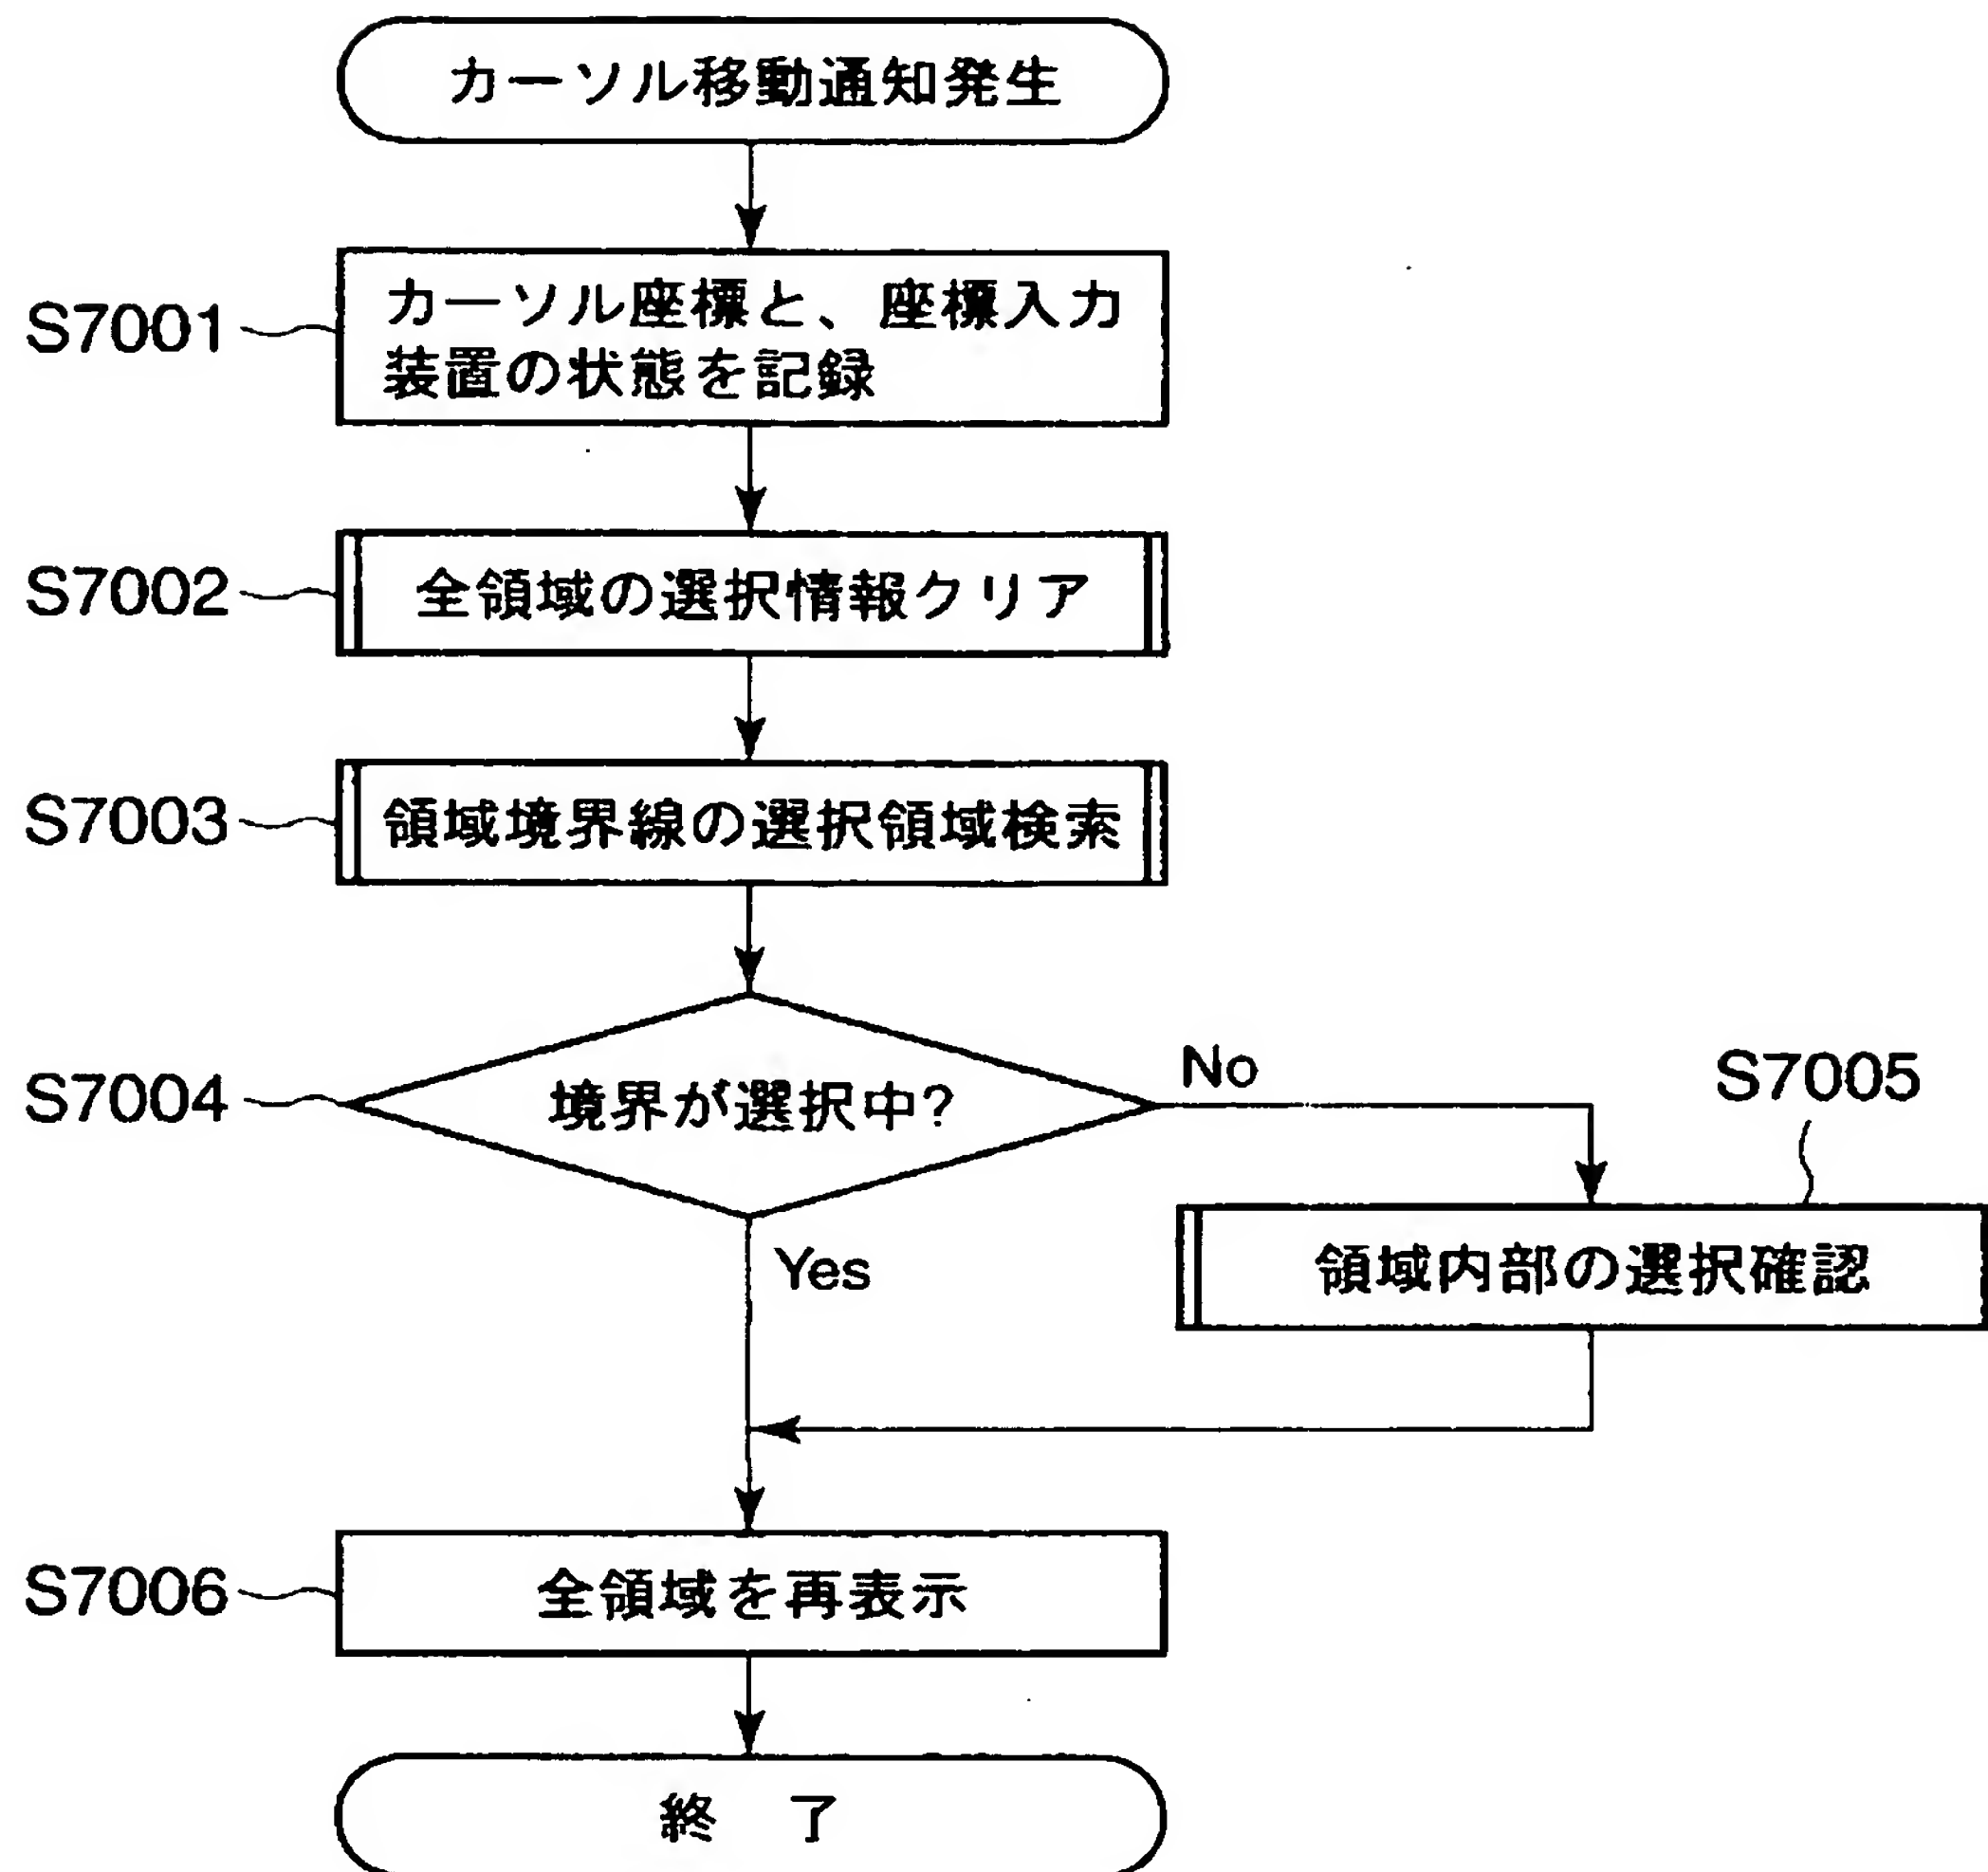 カーソル移動通知発生
S7001
カーソル座標と、座標入力
装置の状態を記録
S7002
全領域の選択情報クリア
S7003
領域境界線の選択領域検索
S7004
境界が選択中?
No
S7005
Yes
領域内部の選択確認
S7006
全領域を再表示
終 了